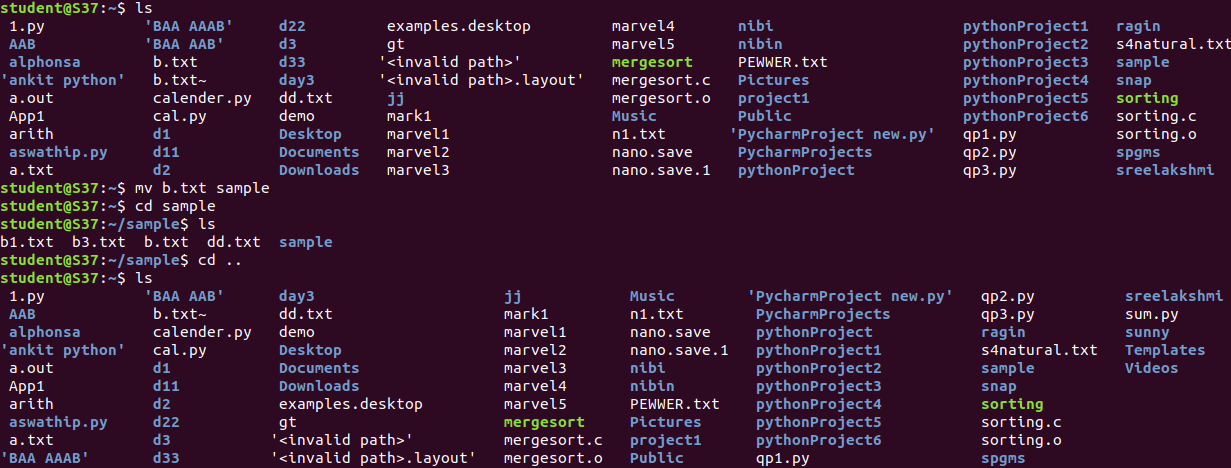 student@S37:~$ ls
 1.py           'BAA AAAB'    d22         examples.desktop          marvel4       nibi                    pythonProject1   ragin
 AAB            'BAA AAB'     d3          gt                        marvel5       nibin                   pythonProject2   s4natural.txt
 alphonsa        b.txt        d33        '<invalid path>'           mergesort     PEWWER.txt              pythonProject3   sample
'ankit python'   b.txt~       day3       '<invalid path>.layout'    mergesort.c   Pictures                pythonProject4   snap
 a.out           calender.py  dd.txt      jj                        mergesort.o   project1                pythonProject5   sorting
 App1            cal.py       demo        mark1                     Music         Public                  pythonProject6   sorting.c
 arith           d1           Desktop     marvel1                   n1.txt       'PycharmProject new.py'  qp1.py           sorting.o
 aswathip.py     d11          Documents   marvel2                   nano.save     PycharmProjects         qp2.py           spgms
 a.txt           d2           Downloads   marvel3                   nano.save.1   pythonProject           qp3.py           sreelakshmi
student@S37:~$ mv b.txt sample
student@S37:~$ cd sample
student@S37:~/sample$ ls
b1.txt  b3.txt  b.txt  dd.txt  sample
student@S37:~/sample$ cd ..
student@S37:~$ ls
 1.py           'BAA AAB'     day3                      jj            Music         'PycharmProject new.py'   qp2.py          sreelakshmi
 AAB             b.txt~       dd.txt                    mark1         n1.txt         PycharmProjects          qp3.py          sum.py
 alphonsa        calender.py  demo                      marvel1       nano.save      pythonProject            ragin           sunny
'ankit python'   cal.py       Desktop                   marvel2       nano.save.1    pythonProject1           s4natural.txt   Templates
 a.out           d1           Documents                 marvel3       nibi           pythonProject2           sample          Videos
 App1            d11          Downloads                 marvel4       nibin          pythonProject3           snap
 arith           d2           examples.desktop          marvel5       PEWWER.txt     pythonProject4           sorting
 aswathip.py     d22          gt                        mergesort     Pictures       pythonProject5           sorting.c
 a.txt           d3          '<invalid path>'           mergesort.c   project1       pythonProject6           sorting.o
'BAA AAAB'       d33         '<invalid path>.layout'    mergesort.o   Public         qp1.py                   spgms